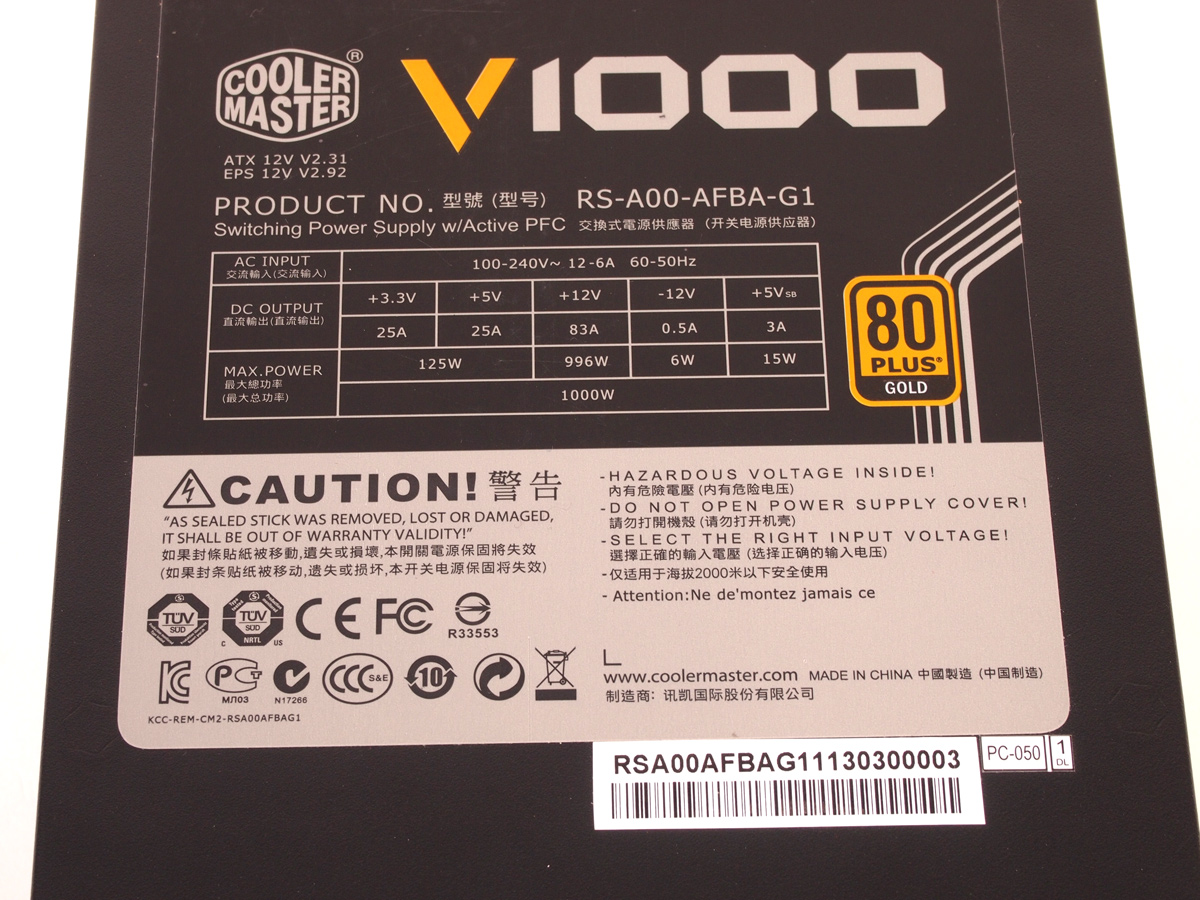 COOLER MASTER ®
V1000
ATX 12V V2.31
EPS 12V V2.92
PRODUCT NO. 型號 (型号) RS-A00-AFBA-G1
Switching Power Supply w/Active PFC 交換式電源供應器 (开关电源供应器)
AC INPUT 100-240V~ 12-6A 60-50Hz
交流輸入(交流输入)
DC OUTPUT +3.3V +5V +12V -12V +5VSB
直流輸出(直流输出) 25A 25A 83A 0.5A 3A
MAX.POWER 125W 996W 6W 15W
最大總功率
(最大总功率) 1000W
80 PLUS®
GOLD
CAUTION! 警告
"AS SEALED STICK WAS REMOVED, LOST OR DAMAGED,
IT SHALL BE OUT OF WARRANTY VALIDITY!"
如果封條貼紙被移動,遺失或損壞,本開關電源保固將失效
(如果封条贴纸被移动,遗失或损坏,本开关电源保固将失效)
-HAZARDOUS VOLTAGE INSIDE!
內有危險電壓 (内有危险电压)
-DO NOT OPEN POWER SUPPLY COVER!
請勿打開機殼 (请勿打开机壳)
-SELECT THE RIGHT INPUT VOLTAGE!
選擇正確的輸入電壓 (选择正确的输入电压)
-仅适用于海拔2000米以下安全使用
- Attention:Ne de'montez jamais ce
TÜV SÜD
TÜV SÜD NRTL C US
CE FC
R33553
МЛ03
N17266
CCC S&E
10
KCC-REM-CM2-RSA00AFBAG1
www.coolermaster.com MADE IN CHINA 中國製造 (中国制造)
制造商: 讯凯国际股份有限公司
RSA00AFBAG11130300003
PC-050
1
DL